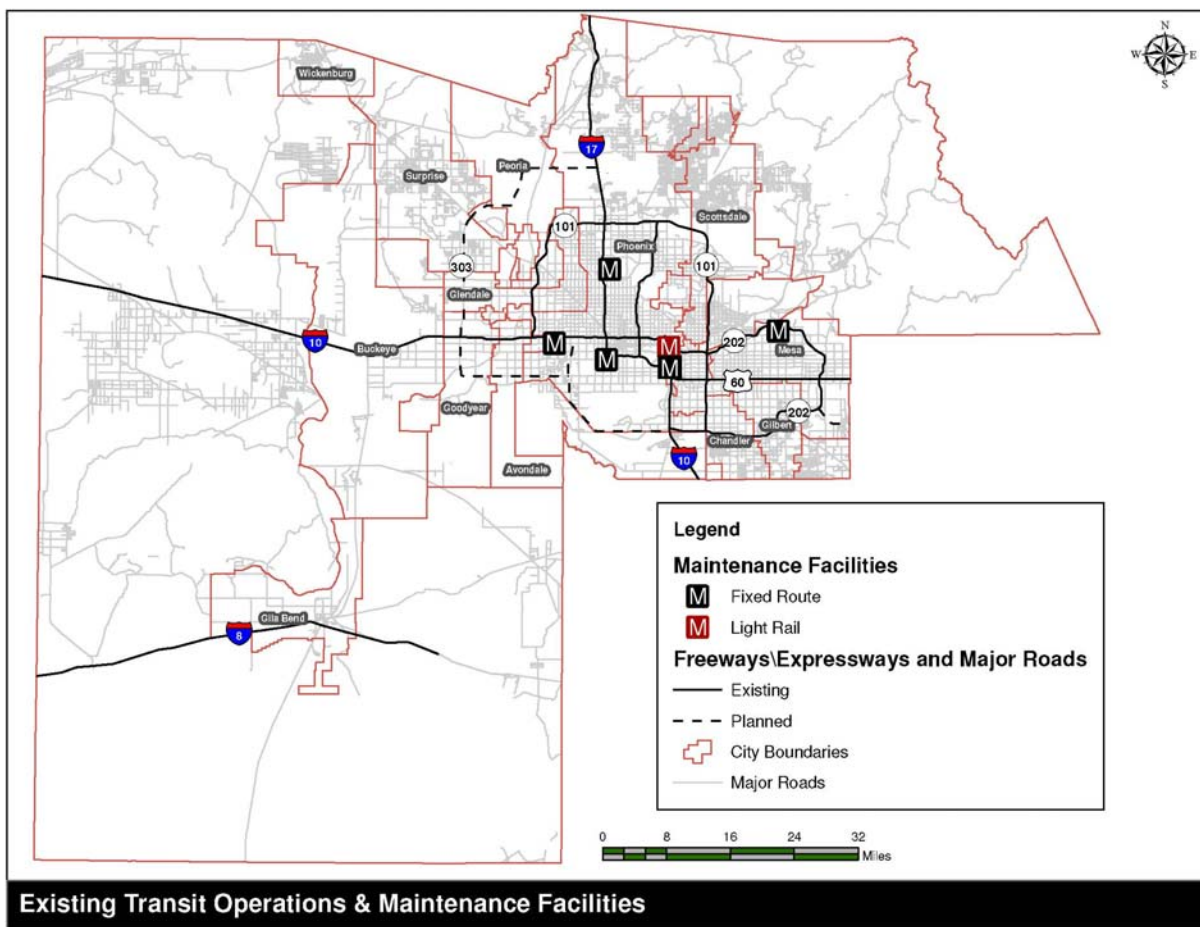 N
W E
S
Wickenburg
17
Peoria
Surprise
Scottsdale
101
Phoenix
M
303
101
Glendale
10
Buckeye
M
M
M
M
202
M
Mesa
60
Goodyear
202
Gilbert
Chandler
10
Avondale
Gila Bend
8
Legend
Maintenance Facilities
M Fixed Route
M Light Rail
Freeways\Expressways and Major Roads
Existing
Planned
City Boundaries
Major Roads
0 8 16 24 32
Miles
Existing Transit Operations & Maintenance Facilities